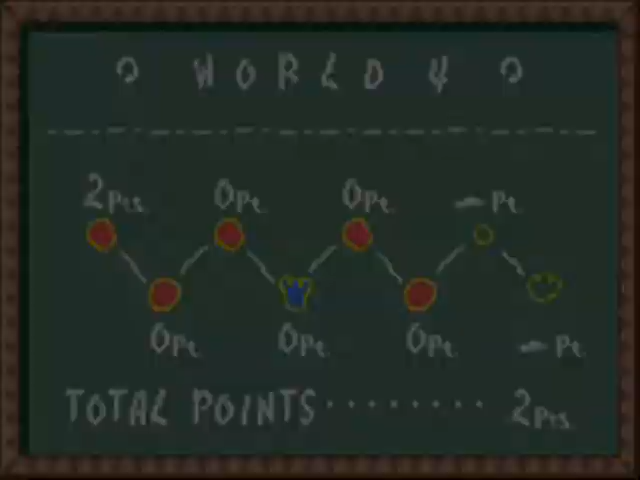 WORLD 4
2Pts. 0Pt. 0Pt. - Pt.
0Pt. 0Pt. 0Pt. - Pt.
TOTAL POINTS········ 2Pts.